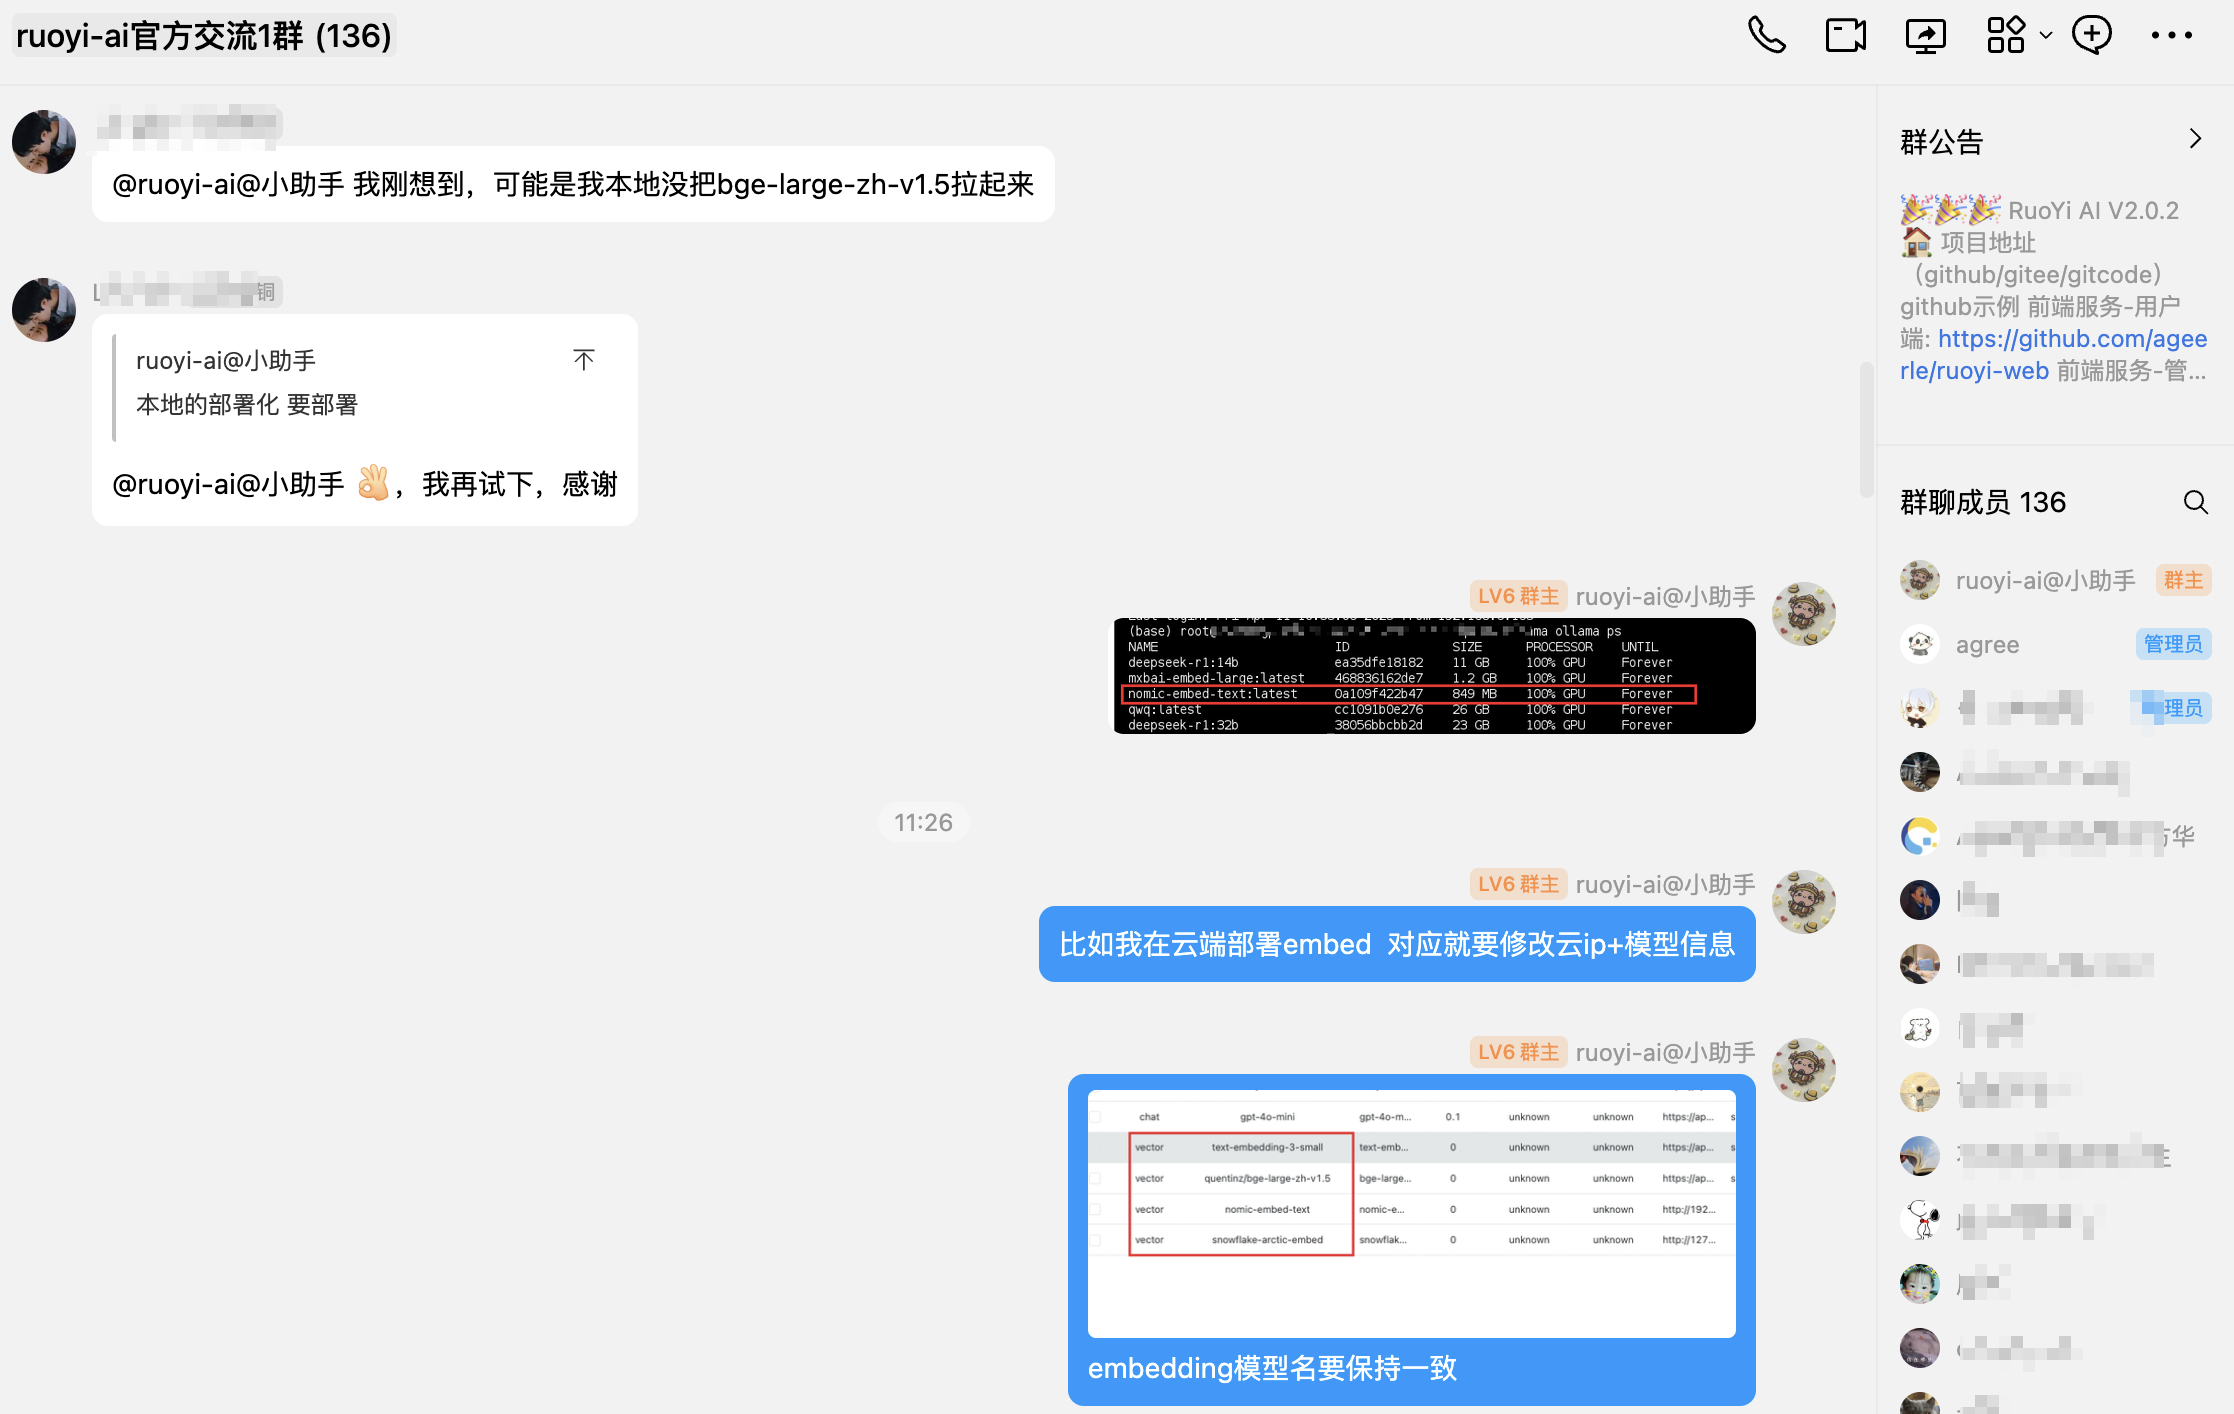 ruoyi-ai官方交流1群 (136)
@ruoyi-ai@小助手 我刚想到，可能是我本地没把bge-large-zh-v1.5拉起来
铜
ruoyi-ai@小助手
本地的部署化 要部署
@ruoyi-ai@小助手 👌，我再试下，感谢
LV6 群主 ruoyi-ai@小助手
(base) root ma ollama ps
NAME ID SIZE PROCESSOR UNTIL
deepseek-r1:14b ea35dfe18182 11 GB 100% GPU Forever
mxbai-embed-large:latest 468836162de7 1.2 GB 100% GPU Forever
nomic-embed-text:latest 0a109f422b47 849 MB 100% GPU Forever
qwq:latest cc1091b0e276 26 GB 100% GPU Forever
deepseek-r1:32b 38056bbcbb2d 23 GB 100% GPU Forever
11:26
LV6 群主 ruoyi-ai@小助手
比如我在云端部署embed 对应就要修改云ip+模型信息
LV6 群主 ruoyi-ai@小助手
chat gpt-4o-mini gpt-4o-m... 0.1 unknown unknown https://ap... s
vector text-embedding-3-small text-emb... 0 unknown unknown https://ap... s
vector quentinz/bge-large-zh-v1.5 bge-large... 0 unknown unknown https://ap... s
vector nomic-embed-text nomic-e... 0 unknown unknown http://192...
vector snowflake-arctic-embed snowflak... 0 unknown unknown http://127...
embedding模型名要保持一致
群公告
🎉🎉🎉 RuoYi AI V2.0.2
🏠 项目地址
（github/gitee/gitcode）
github示例 前端服务-用户
端: https://github.com/agee
rle/ruoyi-web 前端服务-管...
群聊成员 136
ruoyi-ai@小助手 群主
agree 管理员
理员
华